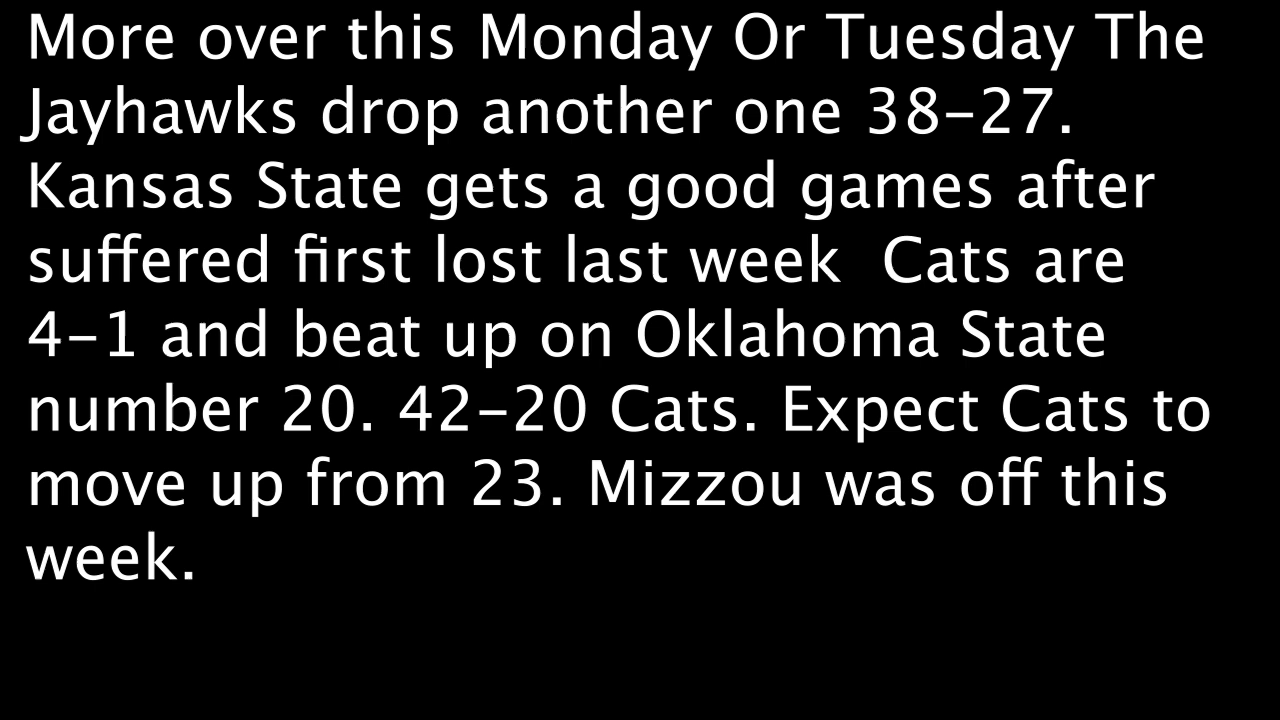 More over this Monday Or Tuesday The
Jayhawks drop another one 38-27.
Kansas State gets a good games after
suffered first lost last week  Cats are
4-1 and beat up on Oklahoma State
number 20. 42-20 Cats. Expect Cats to
move up from 23. Mizzou was off this
week.